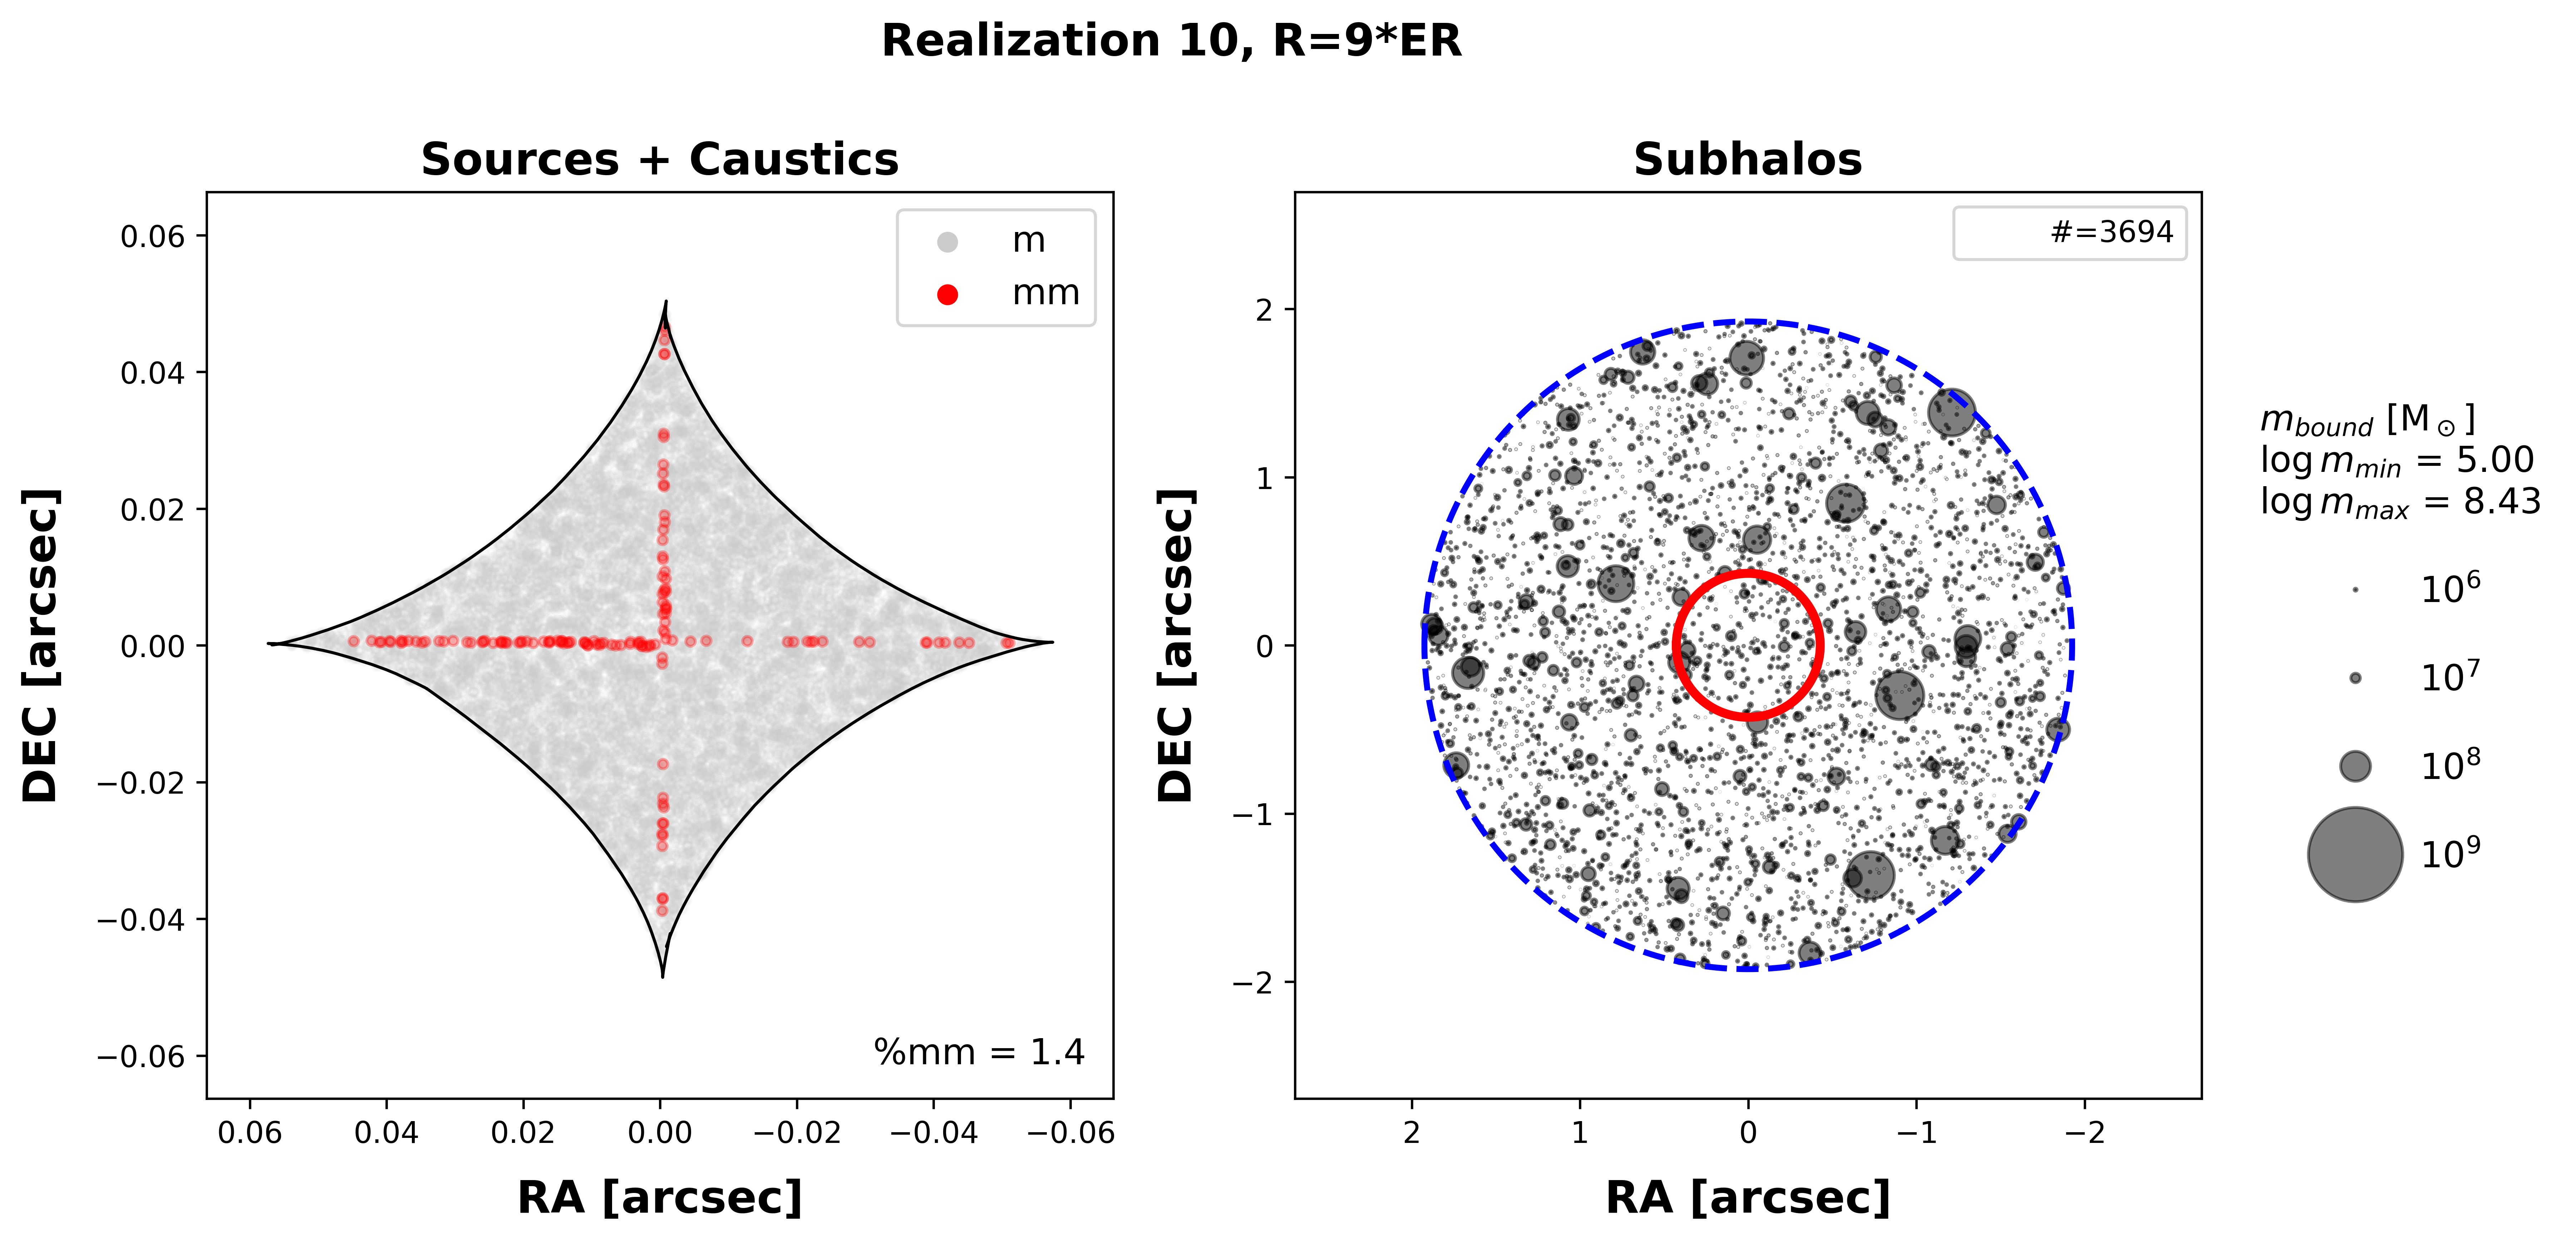 Realization 10, R=9*ER
Sources + Caustics
m
mm
0.06
0.04
0.02
0.00
−0.02
−0.04
−0.06
DEC [arcsec]
%mm = 1.4
0.06
0.04
0.02
0.00
−0.02
−0.04
−0.06
RA [arcsec]
Subhalos
#=3694
2
1
0
−1
−2
DEC [arcsec]
2
1
0
−1
−2
RA [arcsec]
m_bound [M_⊙]
log m_min = 5.00
log m_max = 8.43
10^6
10^7
10^8
10^9